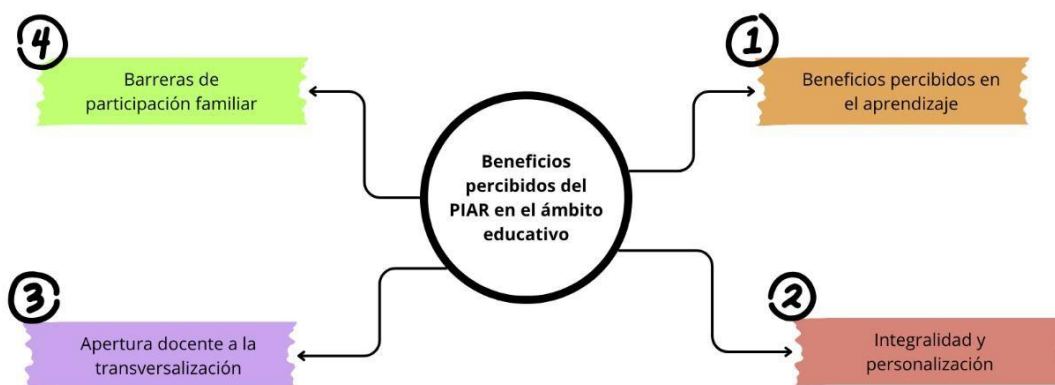 4
Barreras de
participación familiar
1
Beneficios percibidos en
el aprendizaje
Beneficios
percibidos del
PIAR en el ámbito
educativo
3
Apertura docente a la
transversalización
2
Integralidad y
personalización